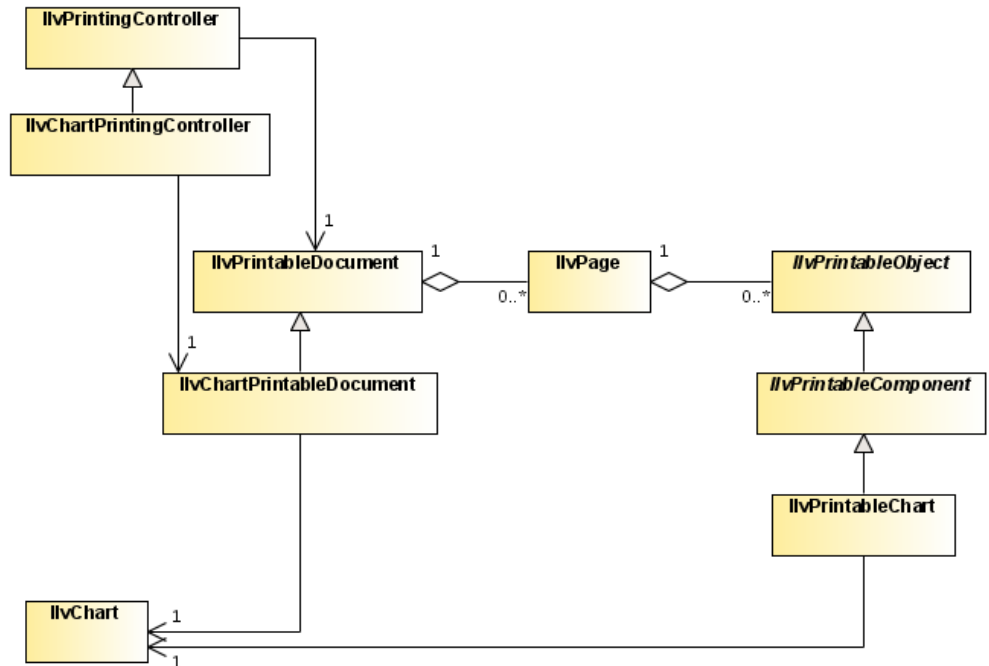 IlvPrintingController
IlvChartPrintingController
1
IlvPrintableDocument
1
0..*
IlvPage
1
0..*
IlvPrintableObject
1
IlvChartPrintableDocument
IlvPrintableComponent
IlvPrintableChart
IlvChart
1
1